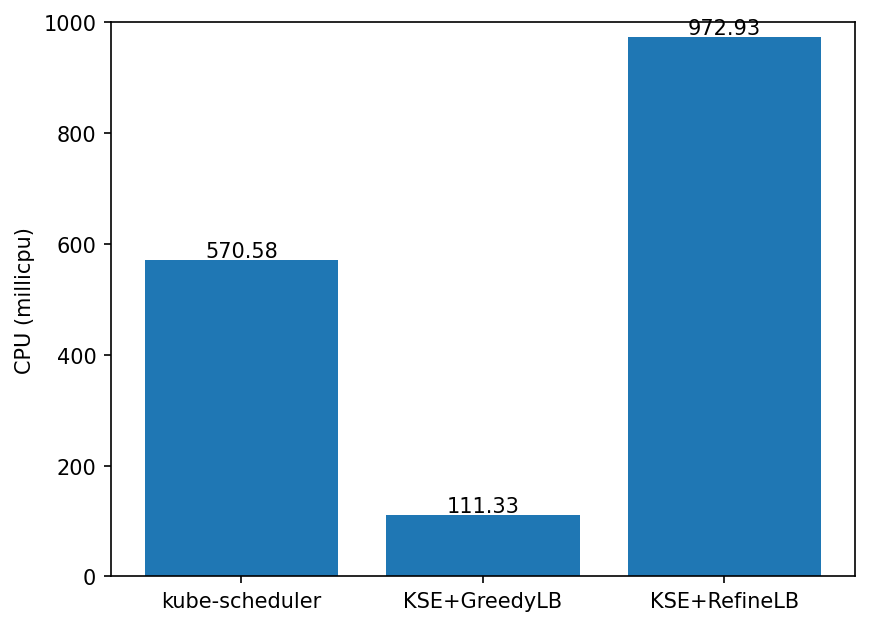 1000
800
600
400
200
0
CPU (millicpu)
570.58
111.33
972.93
kube-scheduler
KSE+GreedyLB
KSE+RefineLB